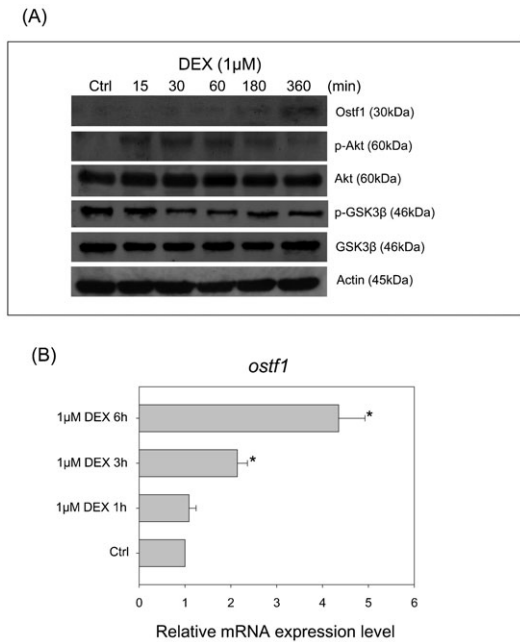 (A)
DEX (1µM)
Ctrl 15 30 60 180 360 (min)
Ostf1 (30kDa)
p-Akt (60kDa)
Akt (60kDa)
p-GSK3β (46kDa)
GSK3β (46kDa)
Actin (45kDa)
(B)
ostf1
1µM DEX 6h
*
1µM DEX 3h
*
1µM DEX 1h
Ctrl
0 1 2 3 4 5 6
Relative mRNA expression level